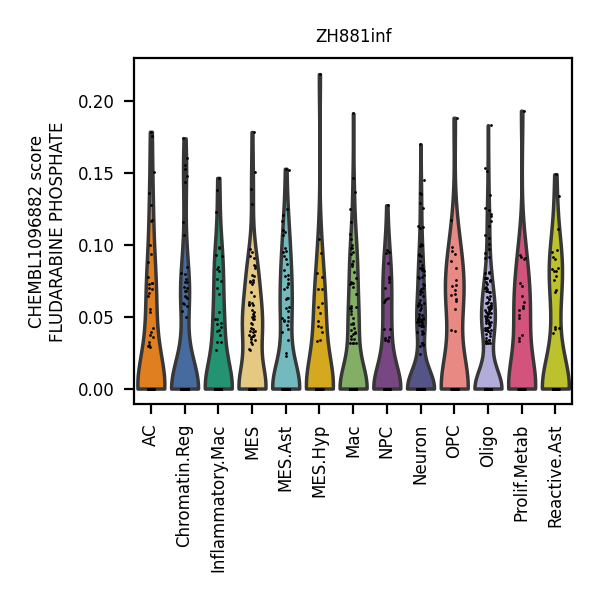 ZH881inf
CHEMBL1096882 score
FLUDARABINE PHOSPHATE
0.20
0.15
0.10
0.05
0.00
AC
Chromatin.Reg
Inflammatory.Mac
MES
MES.Ast
MES.Hyp
Mac
NPC
Neuron
OPC
Oligo
Prolif.Metab
Reactive.Ast